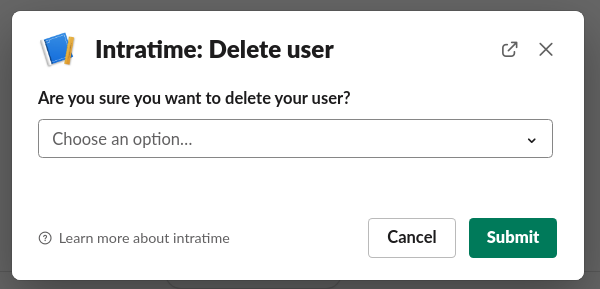 Intratime: Delete user
Are you sure you want to delete your user?
Choose an option...
Learn more about intratime
Cancel
Submit